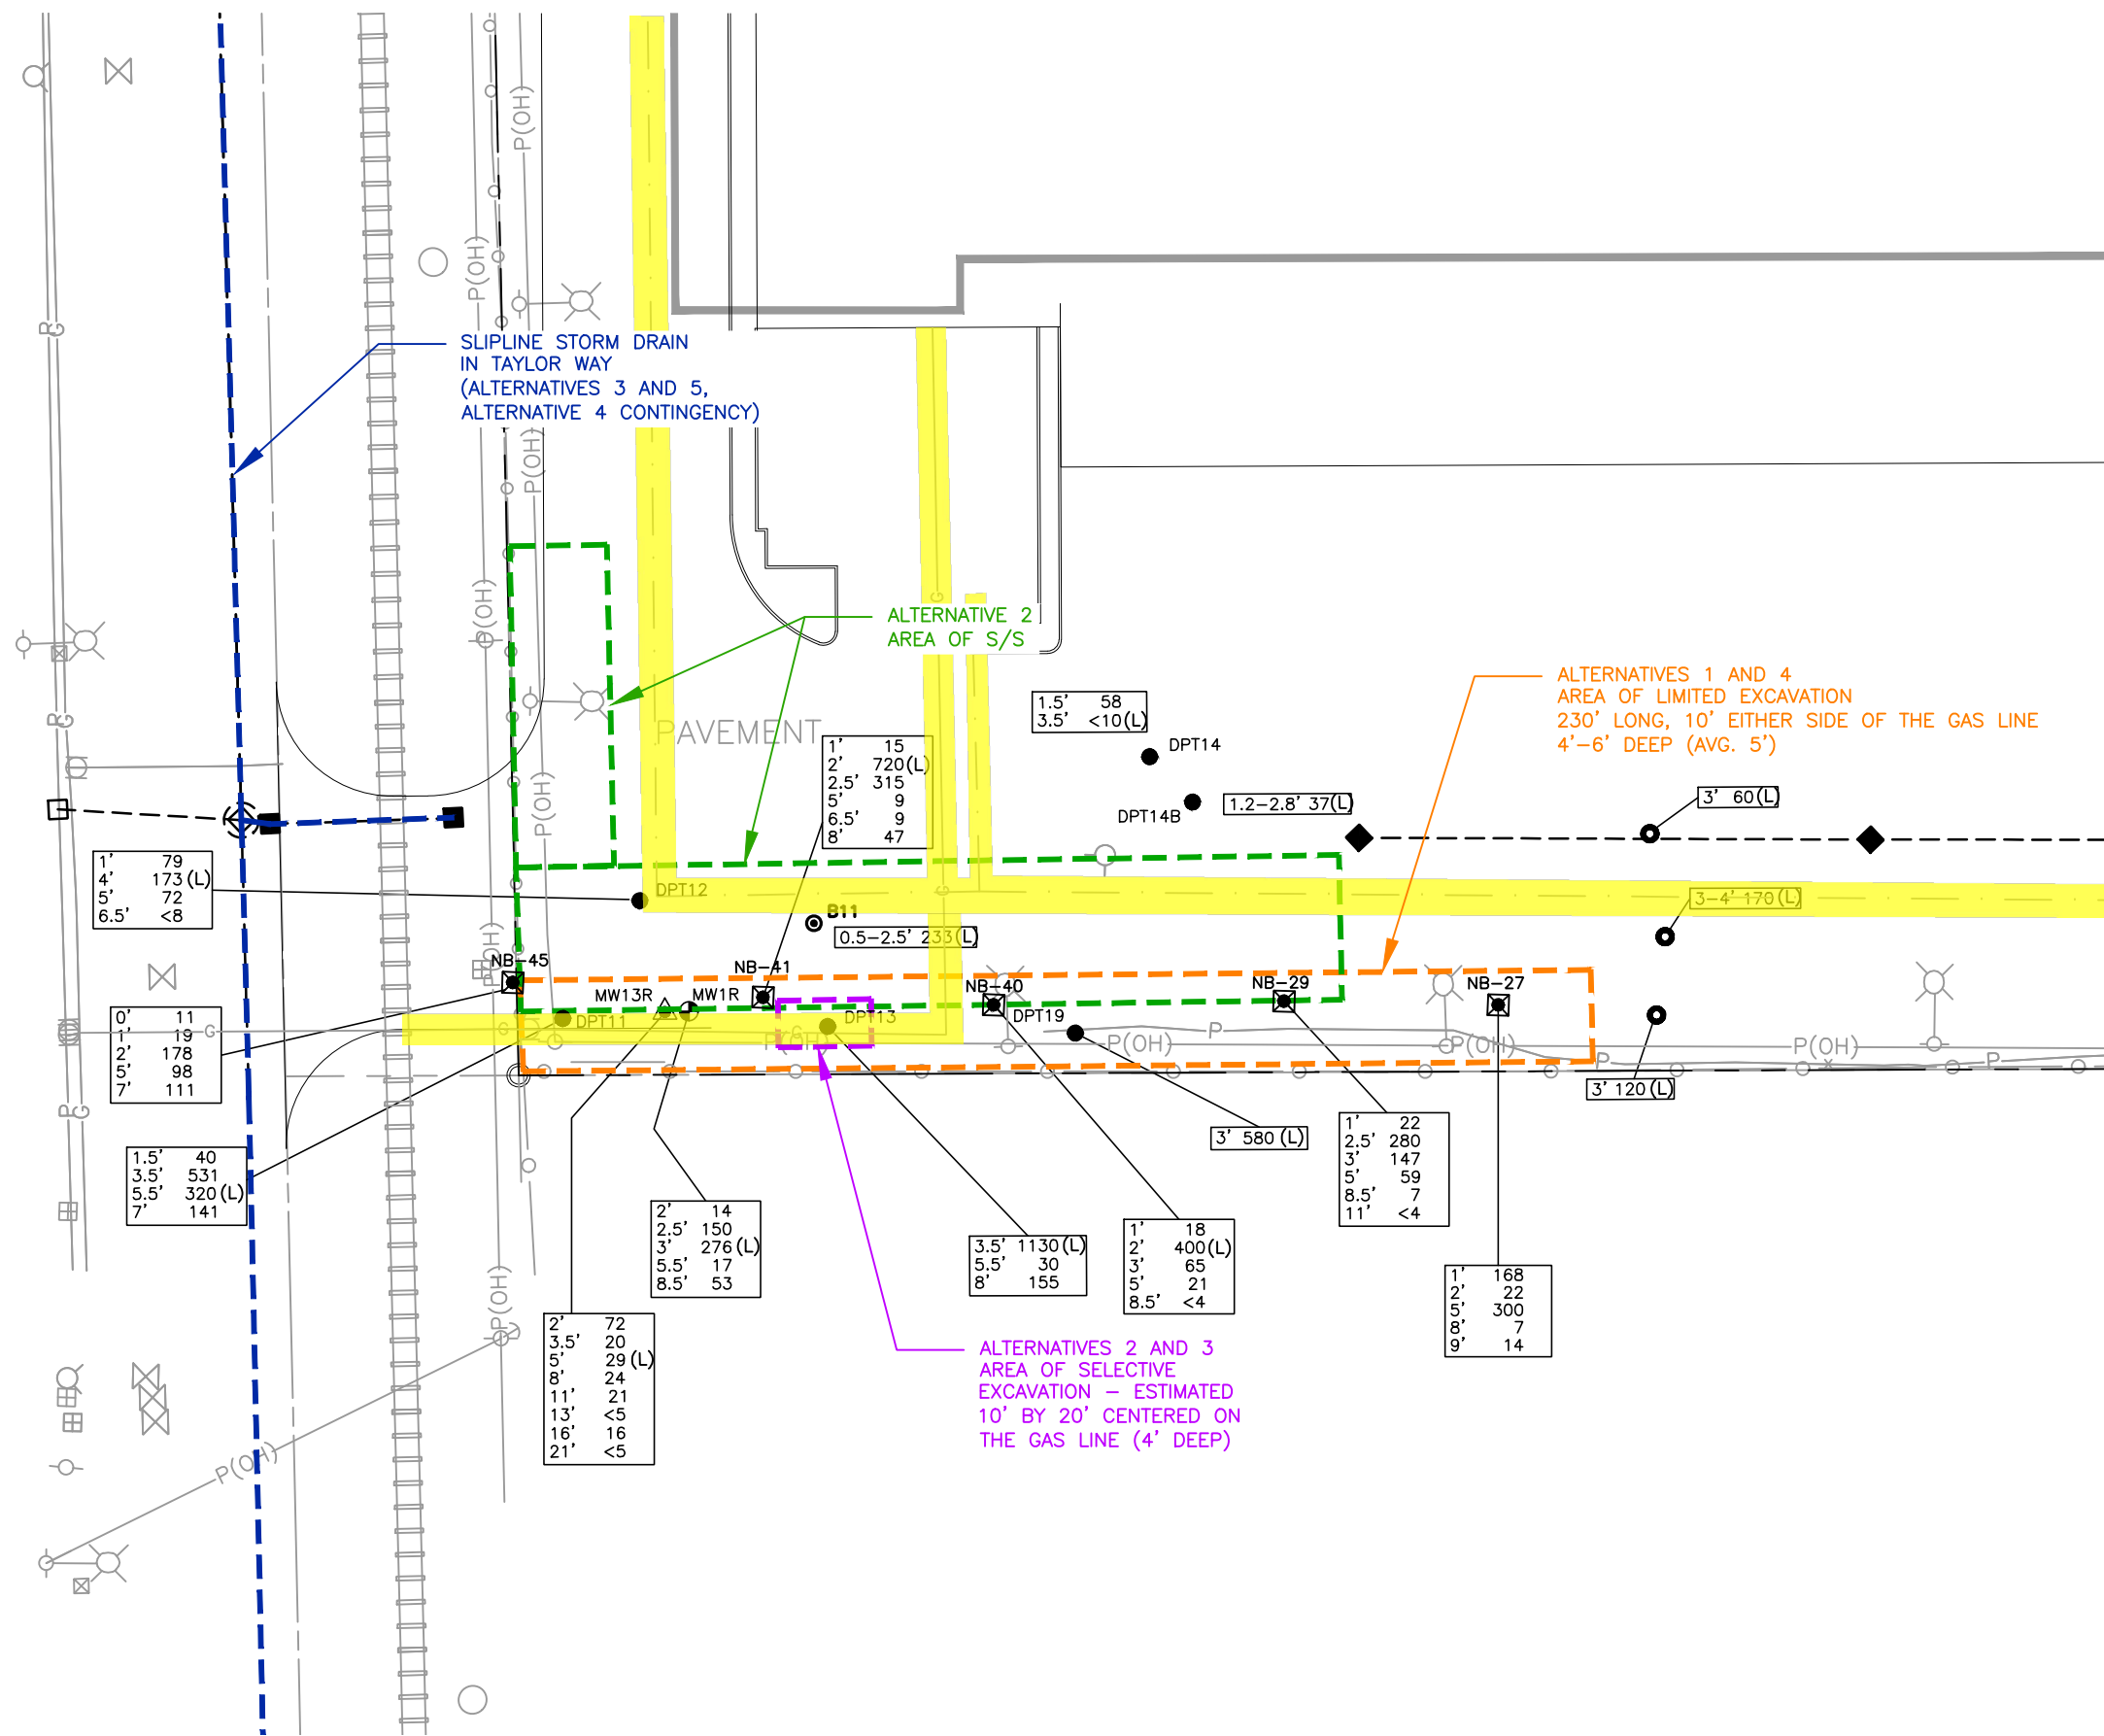 P(OH)
P(OH)
R
G
SLIPLINE STORM DRAIN
IN TAYLOR WAY
(ALTERNATIVES 3 AND 5,
ALTERNATIVE 4 CONTINGENCY)
P(OH)
P(OH)
G
ALTERNATIVE 2
AREA OF S/S
ALTERNATIVES 1 AND 4
AREA OF LIMITED EXCAVATION
230' LONG, 10' EITHER SIDE OF THE GAS LINE
4'-6' DEEP (AVG. 5')
R
G
PAVEMENT
1.5' 58
3.5' <10(L)
DPT14
1' 15
2' 720(L)
2.5' 315
5' 9
6.5' 9
8' 47
P(OH)
DPT14B
1.2-2.8' 37(L)
3' 60(L)
1' 79
4' 173(L)
5' 72
6.5' <8
DPT12
G
3-4' 170(L)
B11
0.5-2.5' 233(L)
P(OH)
NB-45
NB-41
NB-40
NB-29
NB-27
MW13R
MW1R
DPT11
DPT13
DPT19
0' 11
1' 19
2' 178
5' 98
7' 111
G
G
G
P
P(OH)
P(OH)
P(OH)
P(OH)
P
P
x
3' 120(L)
P
G
1.5' 40
3.5' 531
5.5' 320(L)
7' 141
3' 580(L)
1' 22
2.5' 280
3' 147
5' 59
8.5' 7
11' <4
2' 14
2.5' 150
3' 276(L)
5.5' 17
8.5' 53
3.5' 1130(L)
5.5' 30
8' 155
1' 18
2' 400(L)
3' 65
5' 21
8.5' <4
1' 168
2' 22
5' 300
8' 7
9' 14
P(OH)
2' 72
3.5' 20
5' 29(L)
8' 24
11' 21
13' <5
16' 16
21' <5
ALTERNATIVES 2 AND 3
AREA OF SELECTIVE
EXCAVATION - ESTIMATED
10' BY 20' CENTERED ON
THE GAS LINE (4' DEEP)
P(OH)